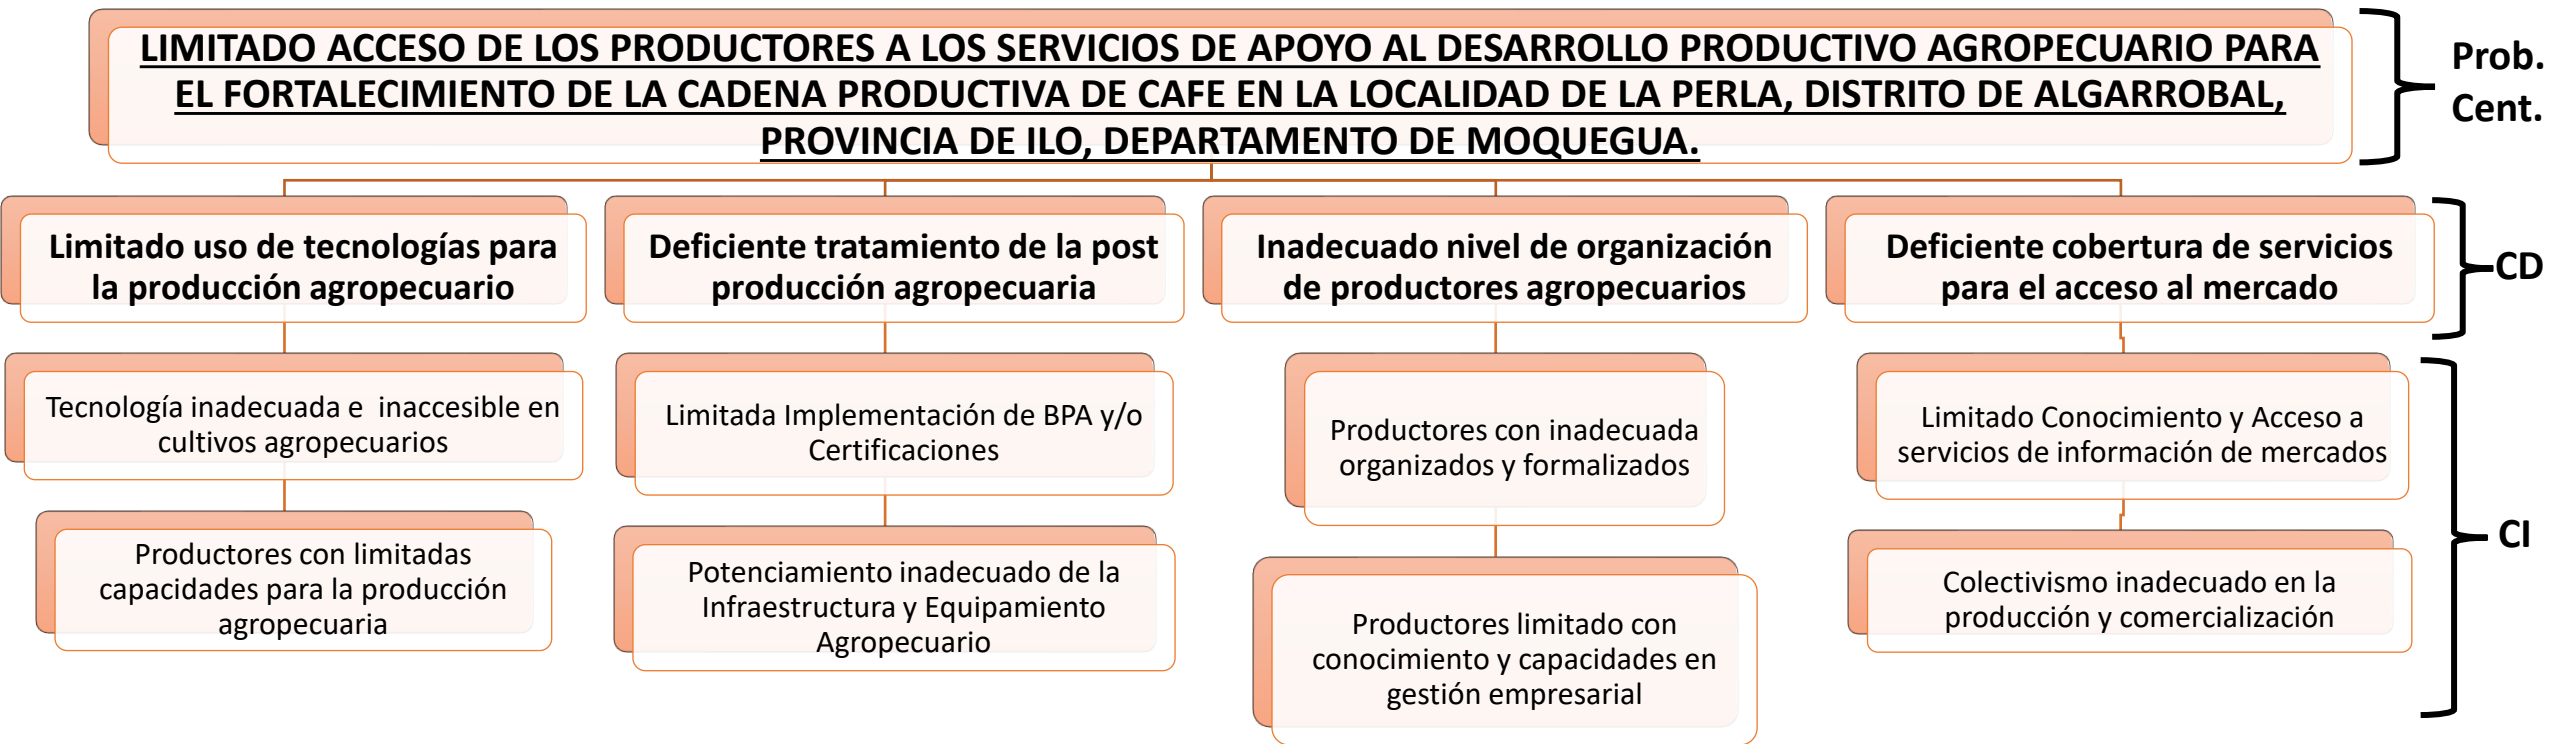 LIMITADO ACCESO DE LOS PRODUCTORES A LOS SERVICIOS DE APOYO AL DESARROLLO PRODUCTIVO AGROPECUARIO PARA
EL FORTALECIMIENTO DE LA CADENA PRODUCTIVA DE CAFE EN LA LOCALIDAD DE LA PERLA, DISTRITO DE ALGARROBAL,
PROVINCIA DE ILO, DEPARTAMENTO DE MOQUEGUA.
Prob.
Cent.
Limitado uso de tecnologías para
la producción agropecuario
Deficiente tratamiento de la post
producción agropecuaria
Inadecuado nivel de organización
de productores agropecuarios
Deficiente cobertura de servicios
para el acceso al mercado
CD
Tecnología inadecuada e  inaccesible en
cultivos agropecuarios
Limitada Implementación de BPA y/o
Certificaciones
Productores con inadecuada
organizados y formalizados
Limitado Conocimiento y Acceso a
servicios de información de mercados
CI
Productores con limitadas
capacidades para la producción
agropecuaria
Potenciamiento inadecuado de la
Infraestructura y Equipamiento
Agropecuario
Productores limitado con
conocimiento y capacidades en
gestión empresarial
Colectivismo inadecuado en la
producción y comercialización